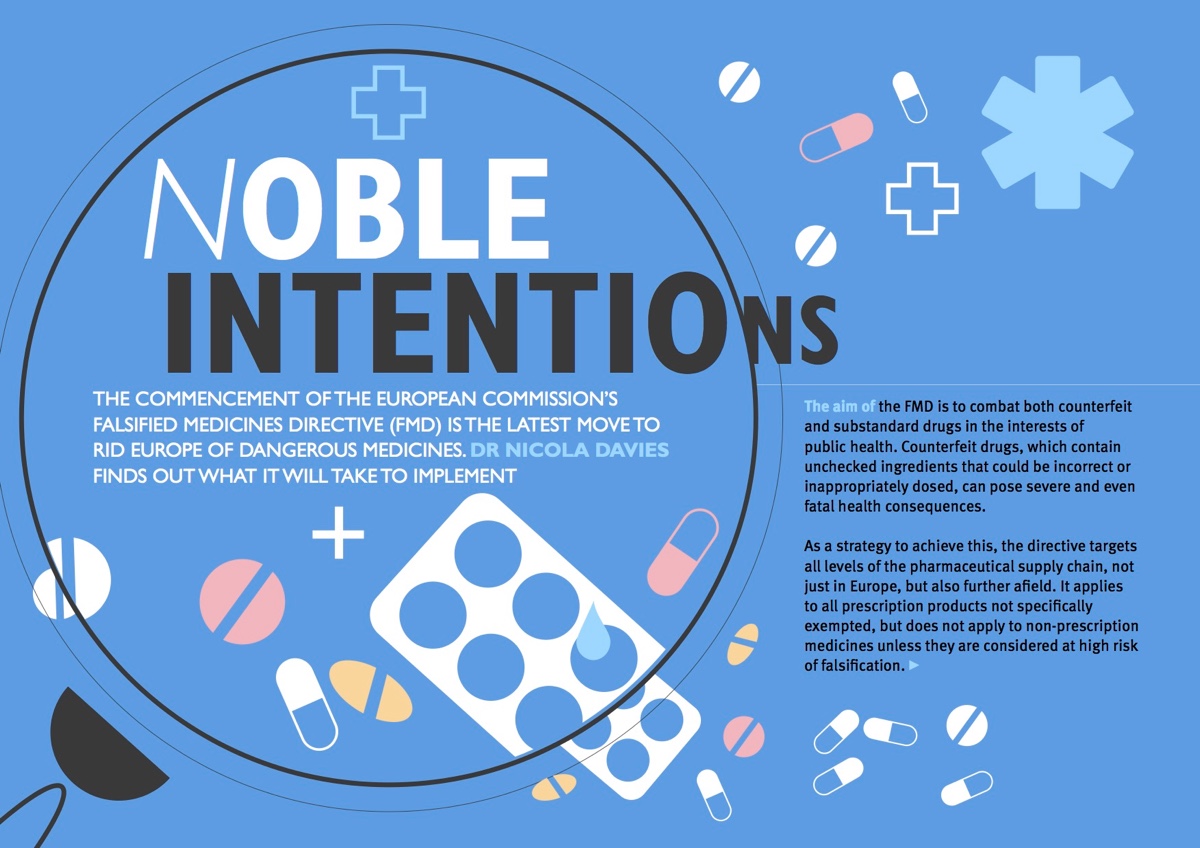 NOBLE
INTENTIONS
THE COMMENCEMENT OF THE EUROPEAN COMMISSION'S
FALSIFIED MEDICINES DIRECTIVE (FMD) IS THE LATEST MOVE TO
RID EUROPE OF DANGEROUS MEDICINES. DR NICOLA DAVIES
FINDS OUT WHAT IT WILL TAKE TO IMPLEMENT
The aim of the FMD is to combat both counterfeit
and substandard drugs in the interests of
public health. Counterfeit drugs, which contain
unchecked ingredients that could be incorrect or
inappropriately dosed, can pose severe and even
fatal health consequences.
As a strategy to achieve this, the directive targets
all levels of the pharmaceutical supply chain, not
just in Europe, but also further afield. It applies
to all prescription products not specifically
exempted, but does not apply to non-prescription
medicines unless they are considered at high risk
of falsification.